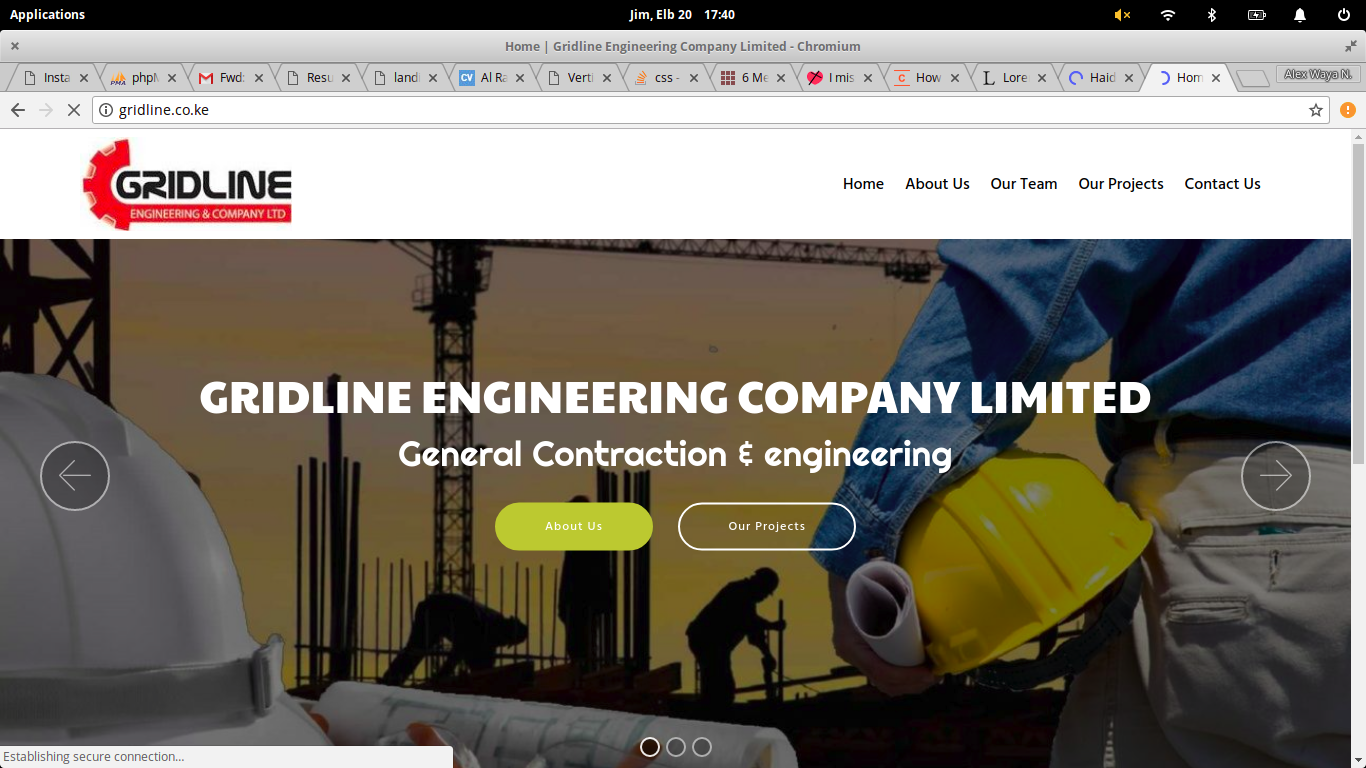 Applications
Jim, Elb 20 17:40
Home | Gridline Engineering Company Limited - Chromium
Insta
phpM
Fwd:
Resu
landi
CV Al Ra
Verti
css -
6 Me
I mis
How
L Lore
Haid
Hom
Alex Waya N.
gridline.co.ke
GRIDLINE
ENGINEERING & COMPANY LTD
Home About Us Our Team Our Projects Contact Us
GRIDLINE ENGINEERING COMPANY LIMITED
General Contraction & engineering
About Us Our Projects
Establishing secure connection...